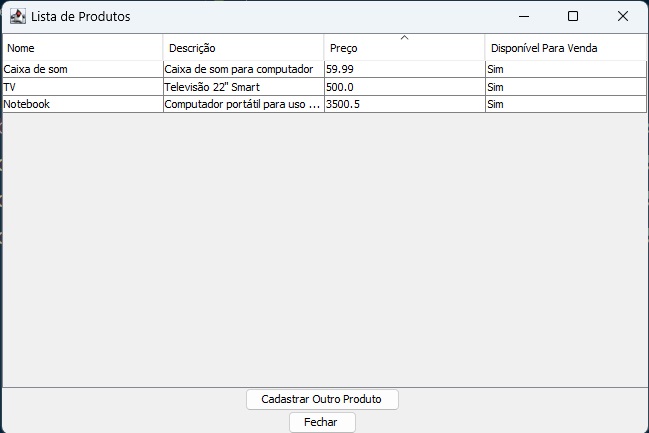 Lista de Produtos
Nome Descrição Preço Disponível Para Venda
Caixa de som Caixa de som para computador 59.99 Sim
TV Televisão 22" Smart 500.0 Sim
Notebook Computador portátil para uso ... 3500.5 Sim
Cadastrar Outro Produto
Fechar